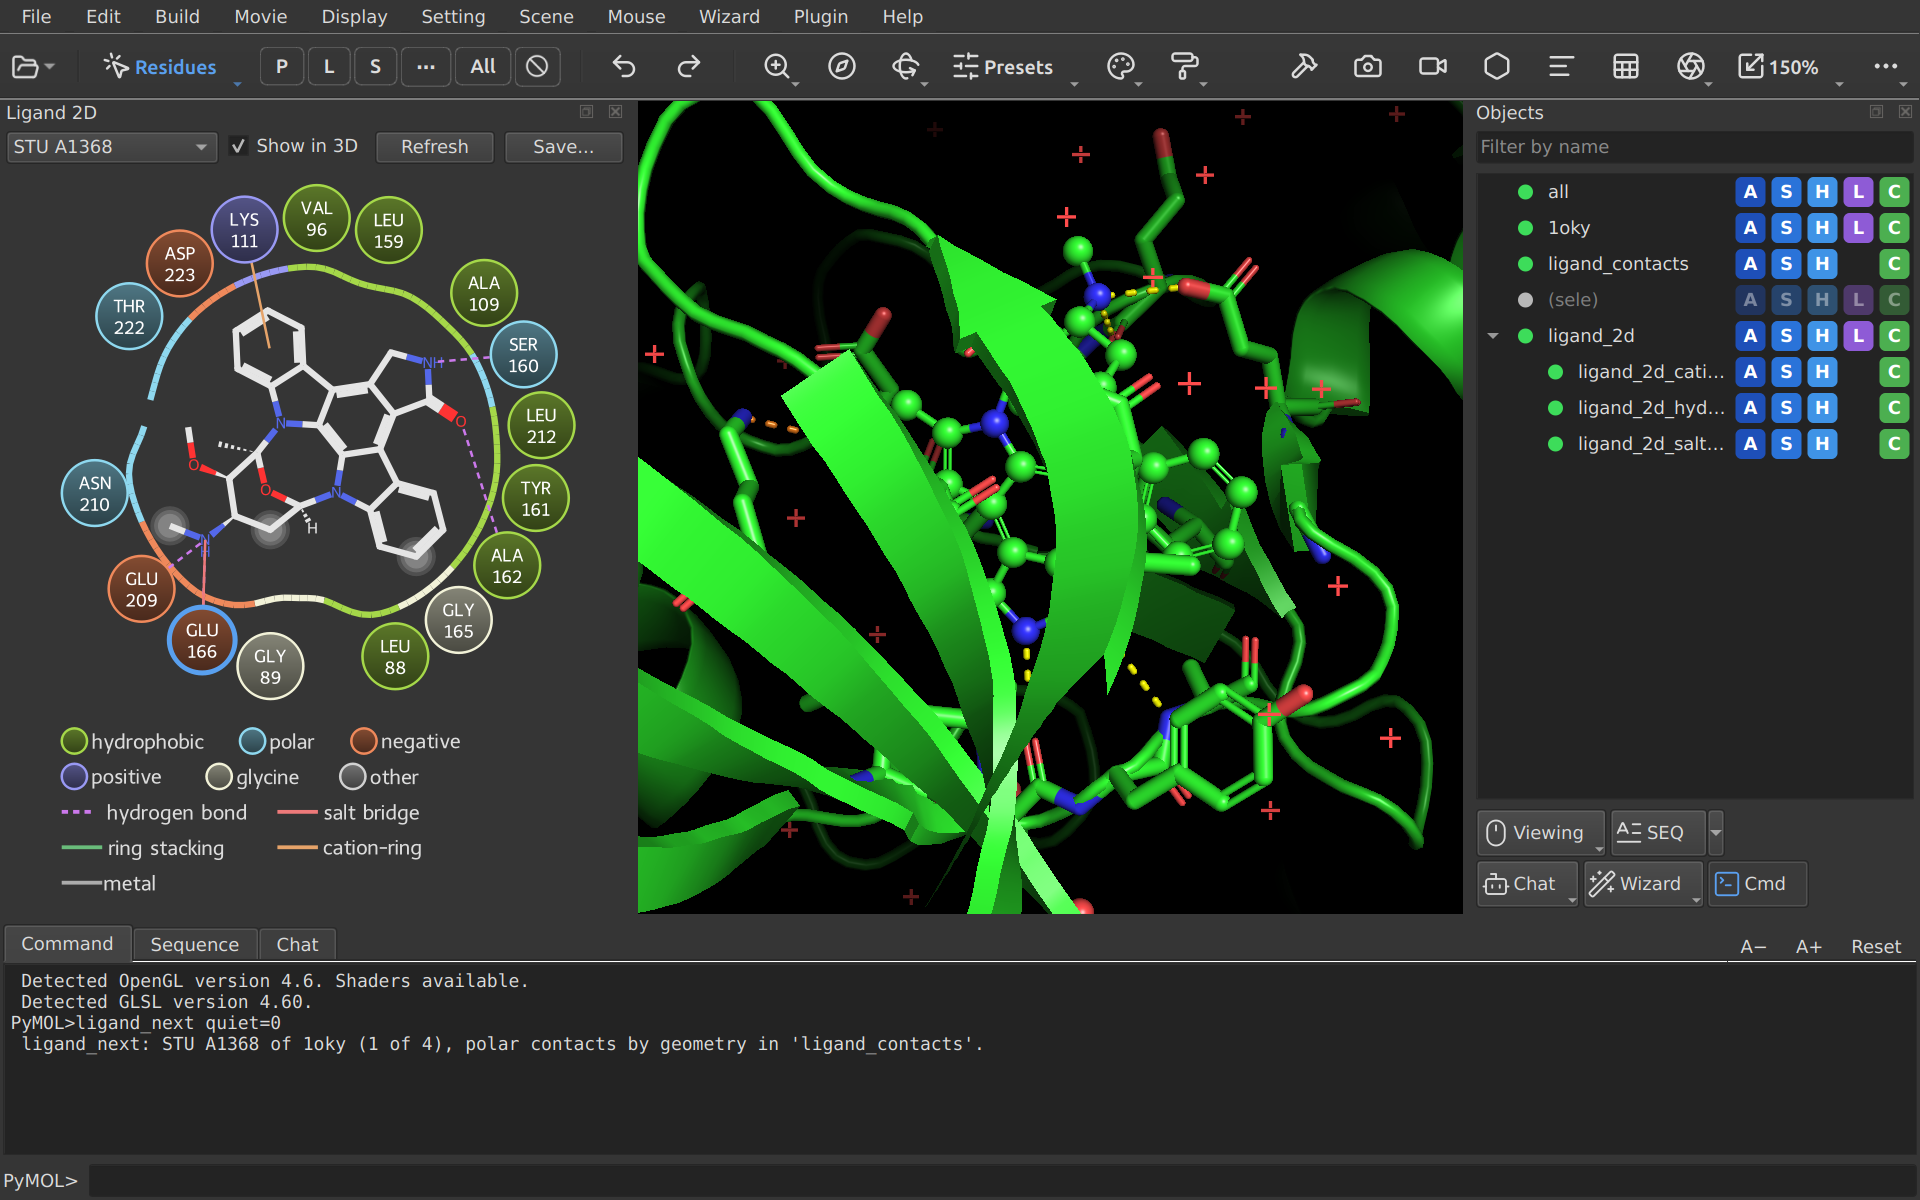 File Edit Build Movie Display Setting Scene Mouse Wizard Plugin Help
Residues P L S ... All Presets 150%
Ligand 2D
STU A1368 Show in 3D Refresh Save...
LYS 111
VAL 96
LEU 159
ASP 223
ALA 109
THR 222
SER 160
NH
LEU 212
O
N
O
ASN 210
O
N
TYR 161
H
N
H
ALA 162
GLU 209
GLY 165
GLU 166
GLY 89
LEU 88
hydrophobic polar negative
positive glycine other
hydrogen bond salt bridge
ring stacking cation-ring
metal
Objects
Filter by name
all A S H L C
1oky A S H L C
ligand_contacts A S H C
(sele) A S H L C
ligand_2d A S H L C
ligand_2d_cati... A S H C
ligand_2d_hyd... A S H C
ligand_2d_salt... A S H C
Viewing SEQ
Chat Wizard Cmd
Command Sequence Chat A− A+ Reset
Detected OpenGL version 4.6. Shaders available.
Detected GLSL version 4.60.
PyMOL>ligand_next quiet=0
ligand_next: STU A1368 of 1oky (1 of 4), polar contacts by geometry in 'ligand_contacts'.
PyMOL>